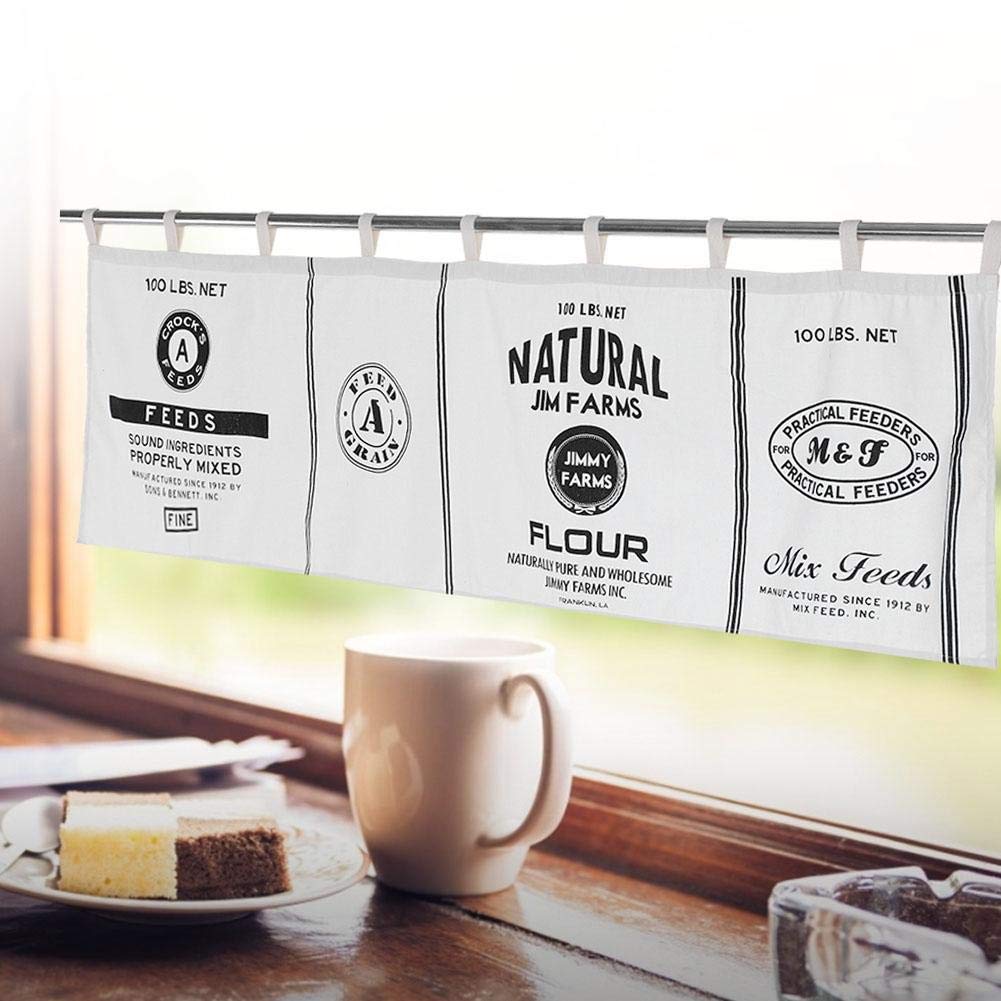 100 LBS. NET
CROCK'S
A
FEEDS
FEEDS
SOUND INGREDIENTS
PROPERLY MIXED
MANUFACTURED SINCE 1912 BY
SONS & BENNETT. INC.
FINE
FEED
A
GRAIN
100 LBS. NET
NATURAL
JIM FARMS
JIMMY
FARMS
FLOUR
NATURALLY PURE AND WHOLESOME
JIMMY FARMS INC.
FRANKLIN, LA
100 LBS. NET
PRACTICAL FEEDERS
FOR M & F FOR
PRACTICAL FEEDERS
Mix Feeds
MANUFACTURED SINCE 1912 BY
MIX FEED. INC.